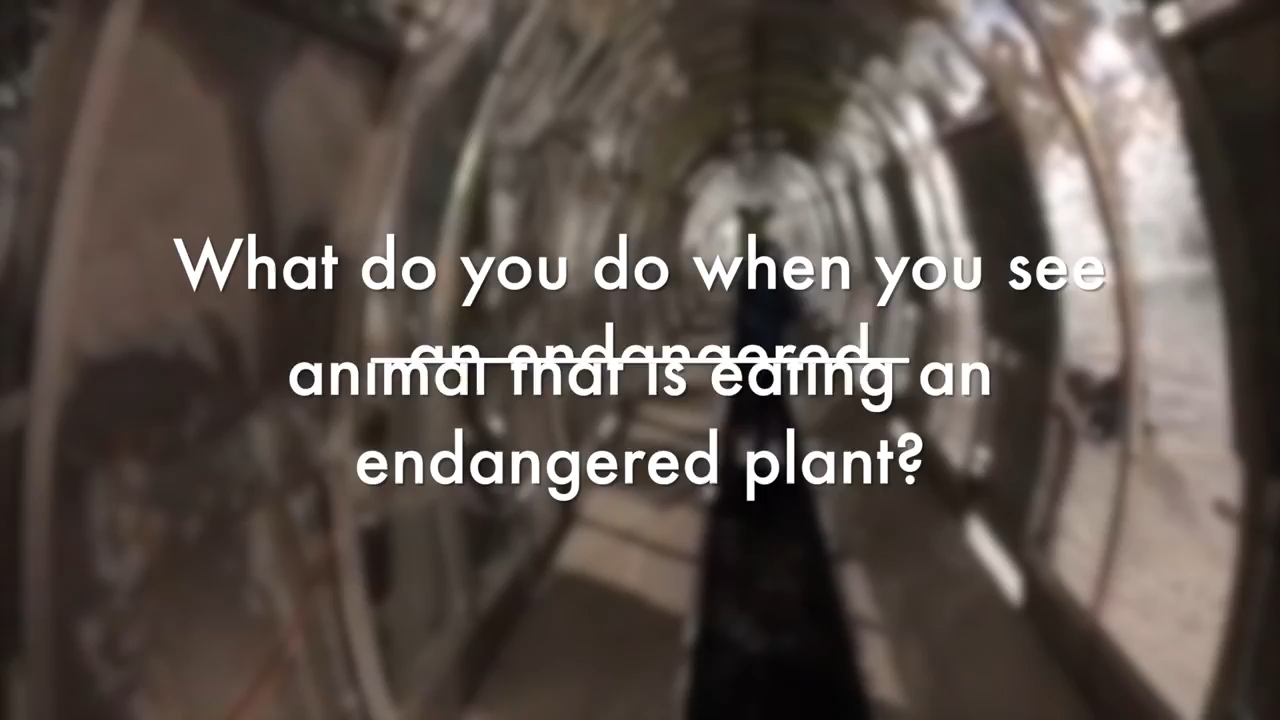 What do you do when you see
an endangered
animal that is eating an
endangered plant?